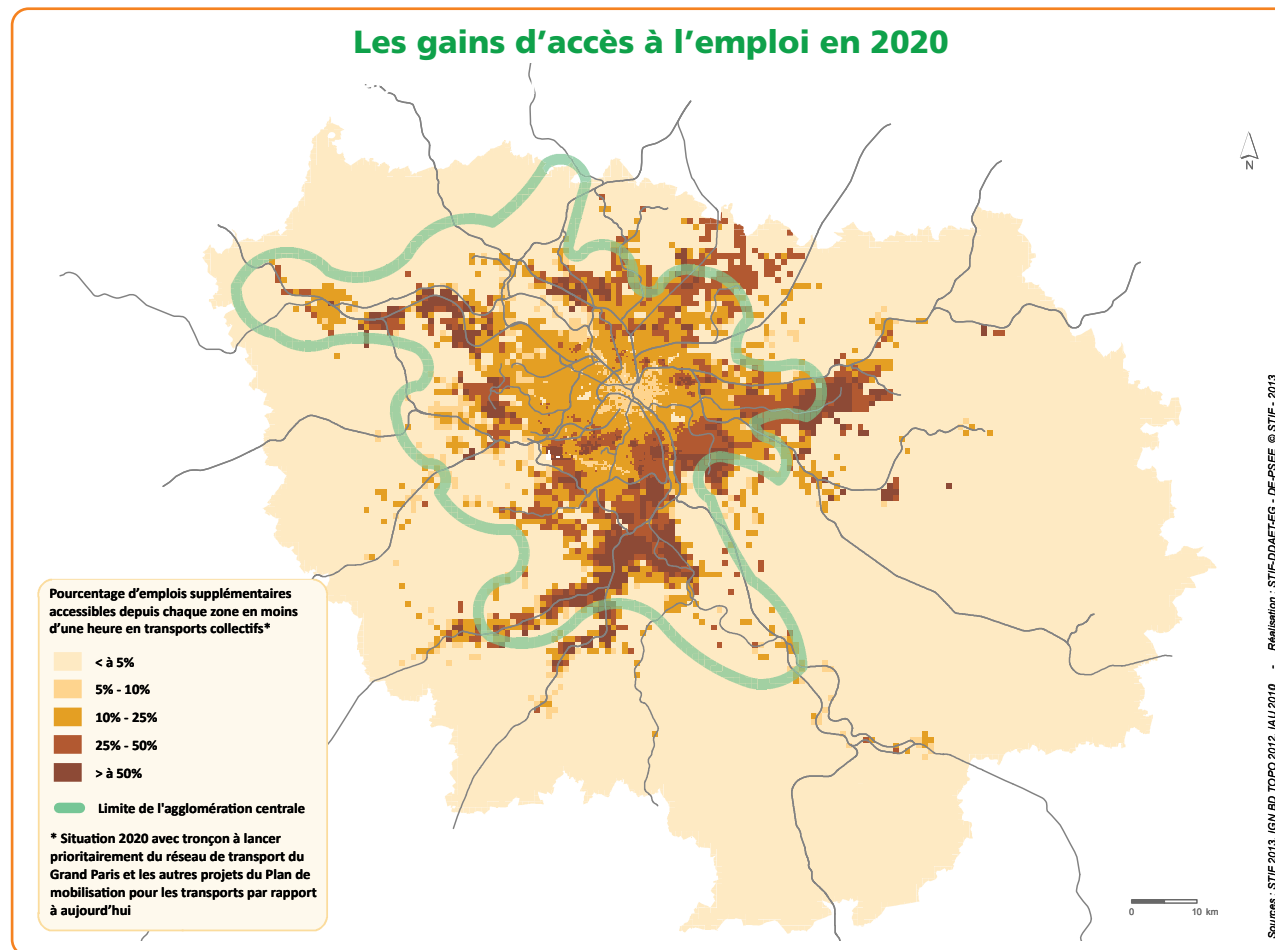 Les gains d'accès à l'emploi en 2020
N
Pourcentage d'emplois supplémentaires
accessibles depuis chaque zone en moins
d'une heure en transports collectifs*
< à 5%
5% - 10%
10% - 25%
25% - 50%
> à 50%
Limite de l'agglomération centrale
* Situation 2020 avec tronçon à lancer
prioritairement du réseau de transport du
Grand Paris et les autres projets du Plan de
mobilisation pour les transports par rapport
à aujourd'hui
0 10 km
Sources : STIF 2013, IGN BD TOPO 2012, IAU 2010 - Réalisation : STIF-DDAET-EG - DE-PSEE © STIF - 2013